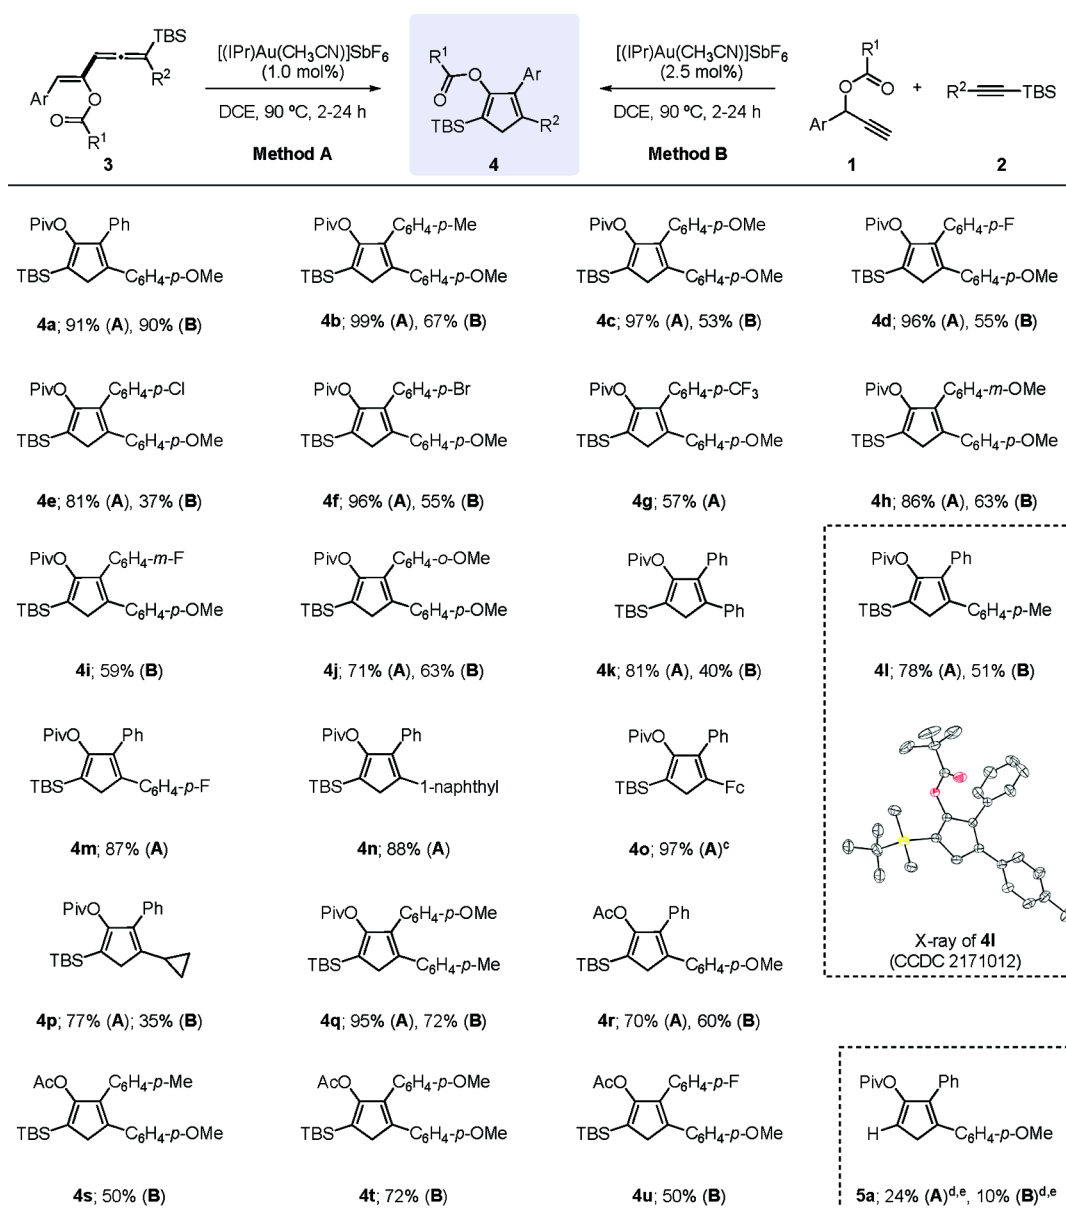 TBS
R2
Ar
O
O
R1
3
[(IPr)Au(CH3CN)]SbF6
(1.0 mol%)
DCE, 90 ºC, 2-24 h
Method A
R1
O
O
Ar
TBS
R2
4
[(IPr)Au(CH3CN)]SbF6
(2.5 mol%)
DCE, 90 ºC, 2-24 h
Method B
R1
O
O
Ar
1
+
R2
TBS
2
PivO Ph
TBS C6H4-p-OMe
4a; 91% (A), 90% (B)
PivO C6H4-p-Me
TBS C6H4-p-OMe
4b; 99% (A), 67% (B)
PivO C6H4-p-OMe
TBS C6H4-p-OMe
4c; 97% (A), 53% (B)
PivO C6H4-p-F
TBS C6H4-p-OMe
4d; 96% (A), 55% (B)
PivO C6H4-p-Cl
TBS C6H4-p-OMe
4e; 81% (A), 37% (B)
PivO C6H4-p-Br
TBS C6H4-p-OMe
4f; 96% (A), 55% (B)
PivO C6H4-p-CF3
TBS C6H4-p-OMe
4g; 57% (A)
PivO C6H4-m-OMe
TBS C6H4-p-OMe
4h; 86% (A), 63% (B)
PivO C6H4-m-F
TBS C6H4-p-OMe
4i; 59% (B)
PivO C6H4-o-OMe
TBS C6H4-p-OMe
4j; 71% (A), 63% (B)
PivO Ph
TBS Ph
4k; 81% (A), 40% (B)
PivO Ph
TBS C6H4-p-Me
4l; 78% (A), 51% (B)
PivO Ph
TBS C6H4-p-F
4m; 87% (A)
PivO Ph
TBS 1-naphthyl
4n; 88% (A)
PivO Ph
TBS Fc
4o; 97% (A)c
X-ray of 4l
(CCDC 2171012)
PivO Ph
TBS
4p; 77% (A); 35% (B)
PivO C6H4-p-OMe
TBS C6H4-p-Me
4q; 95% (A), 72% (B)
AcO Ph
TBS C6H4-p-OMe
4r; 70% (A), 60% (B)
AcO C6H4-p-Me
TBS C6H4-p-OMe
4s; 50% (B)
AcO C6H4-p-OMe
TBS C6H4-p-OMe
4t; 72% (B)
AcO C6H4-p-F
TBS C6H4-p-OMe
4u; 50% (B)
PivO Ph
H C6H4-p-OMe
5a; 24% (A)d,e, 10% (B)d,e